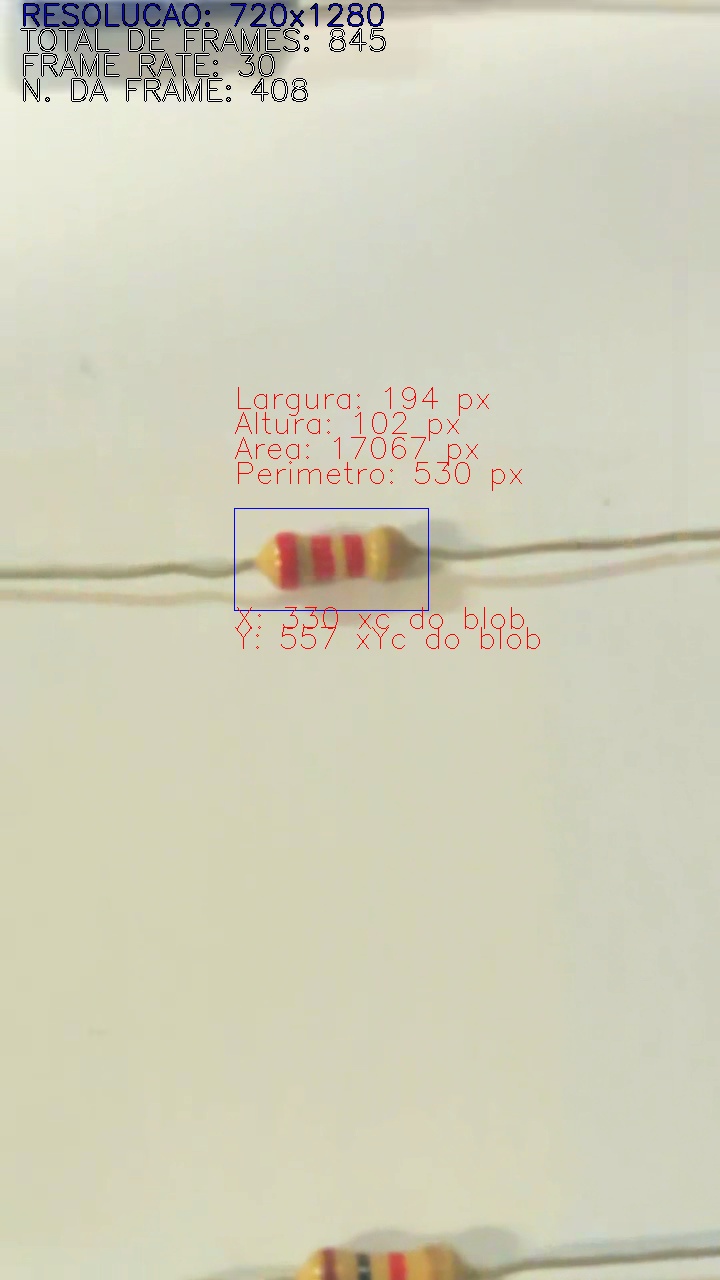 RESOLUCAO: 720x1280
TOTAL DE FRAMES: 845
FRAME RATE: 30
N. DA FRAME: 408
Largura: 194 px
Altura: 102 px
Area: 17067 px
Perimetro: 530 px
X: 330 xc do blob
Y: 557 xYc do blob